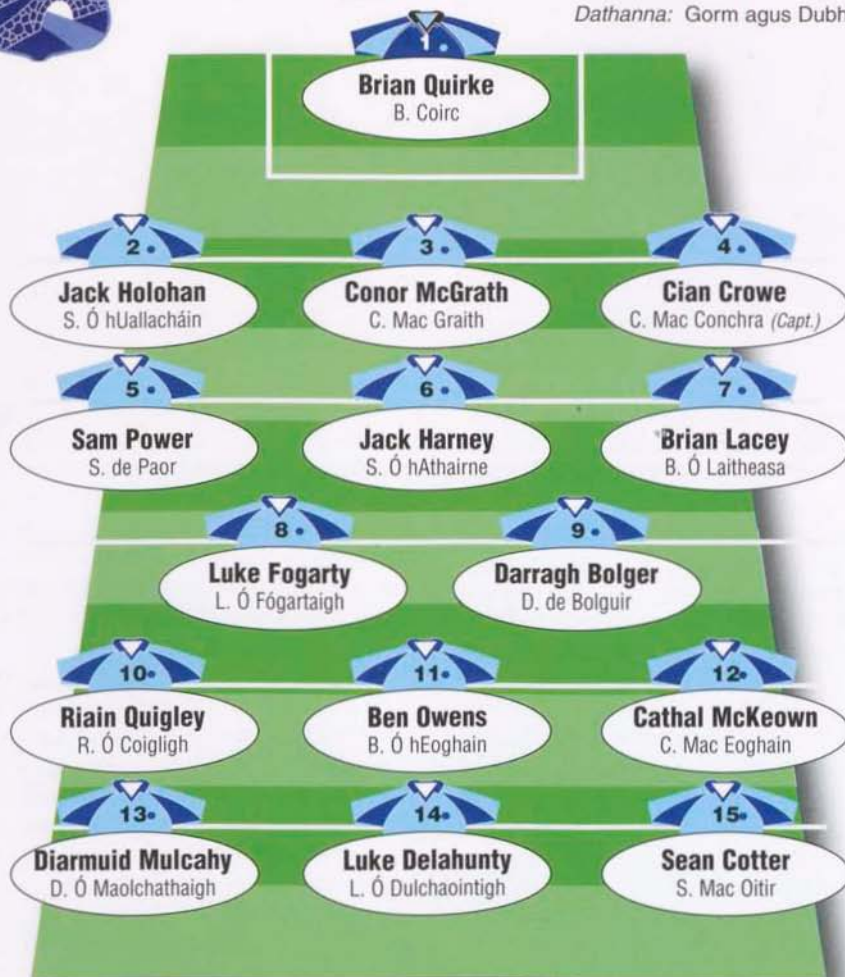 Dathanna: Gorm agus Dubh
1
Brian Quirke
B. Coirc
2
Jack Holohan
S. Ó hUallacháin
3
Conor McGrath
C. Mac Graith
4
Cian Crowe
C. Mac Conchra (Capt.)
5
Sam Power
S. de Paor
6
Jack Harney
S. Ó hAthairne
7
Brian Lacey
B. Ó Laitheasa
8
Luke Fogarty
L. Ó Fógartaigh
9
Darragh Bolger
D. de Bolguir
10
Riain Quigley
R. Ó Coigligh
11
Ben Owens
B. Ó hEoghain
12
Cathal McKeown
C. Mac Eoghain
13
Diarmuid Mulcahy
D. Ó Maolchathaigh
14
Luke Delahunty
L. Ó Dulchaointigh
15
Sean Cotter
S. Mac Oitir